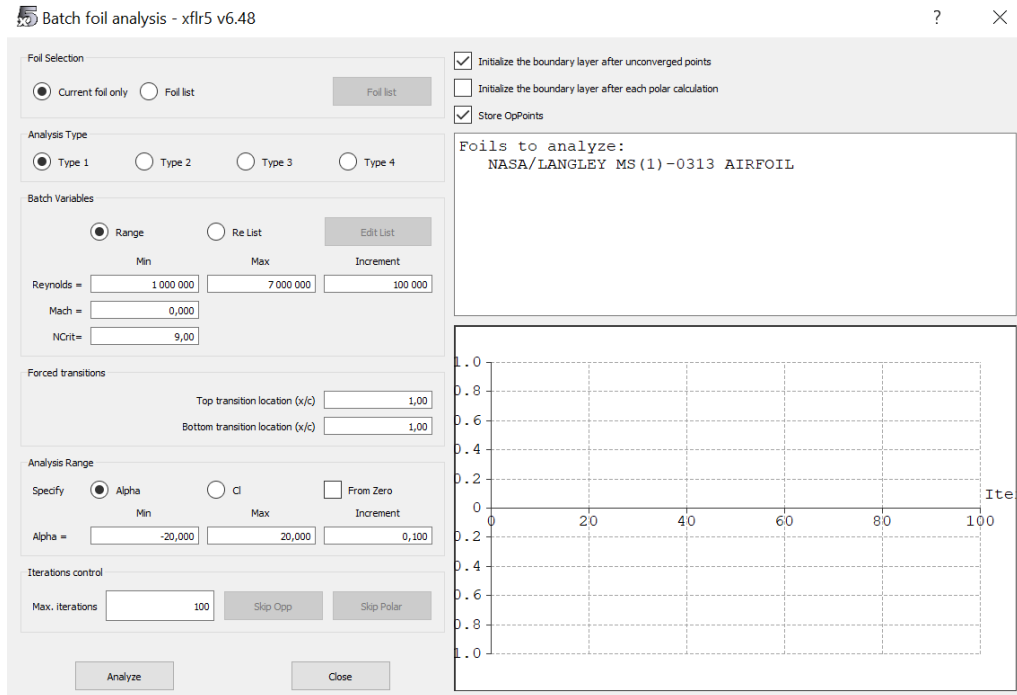 Batch foil analysis - xflr5 v6.48
?
Foil Selection
Current foil only
Foil list
Foil list
Analysis Type
Type 1
Type 2
Type 3
Type 4
Batch Variables
Range
Re List
Edit List
Min
Max
Increment
Reynolds =
1 000 000
7 000 000
100 000
Mach =
0,000
NCrit=
9,00
Forced transitions
Top transition location (x/c)
1,00
Bottom transition location (x/c)
1,00
Analysis Range
Specify
Alpha
Cl
From Zero
Min
Max
Increment
Alpha =
-20,000
20,000
0,100
Iterations control
Max. iterations
100
Skip Opp
Skip Polar
Analyze
Close
Initialize the boundary layer after unconverged points
Initialize the boundary layer after each polar calculation
Store OpPoints
Foils to analyze:
NASA/LANGLEY MS(1)-0313 AIRFOIL
1.0
0.8
0.6
0.4
0.2
0
0.2
0.4
0.6
0.8
1.0
0
20
40
60
80
100
Ite